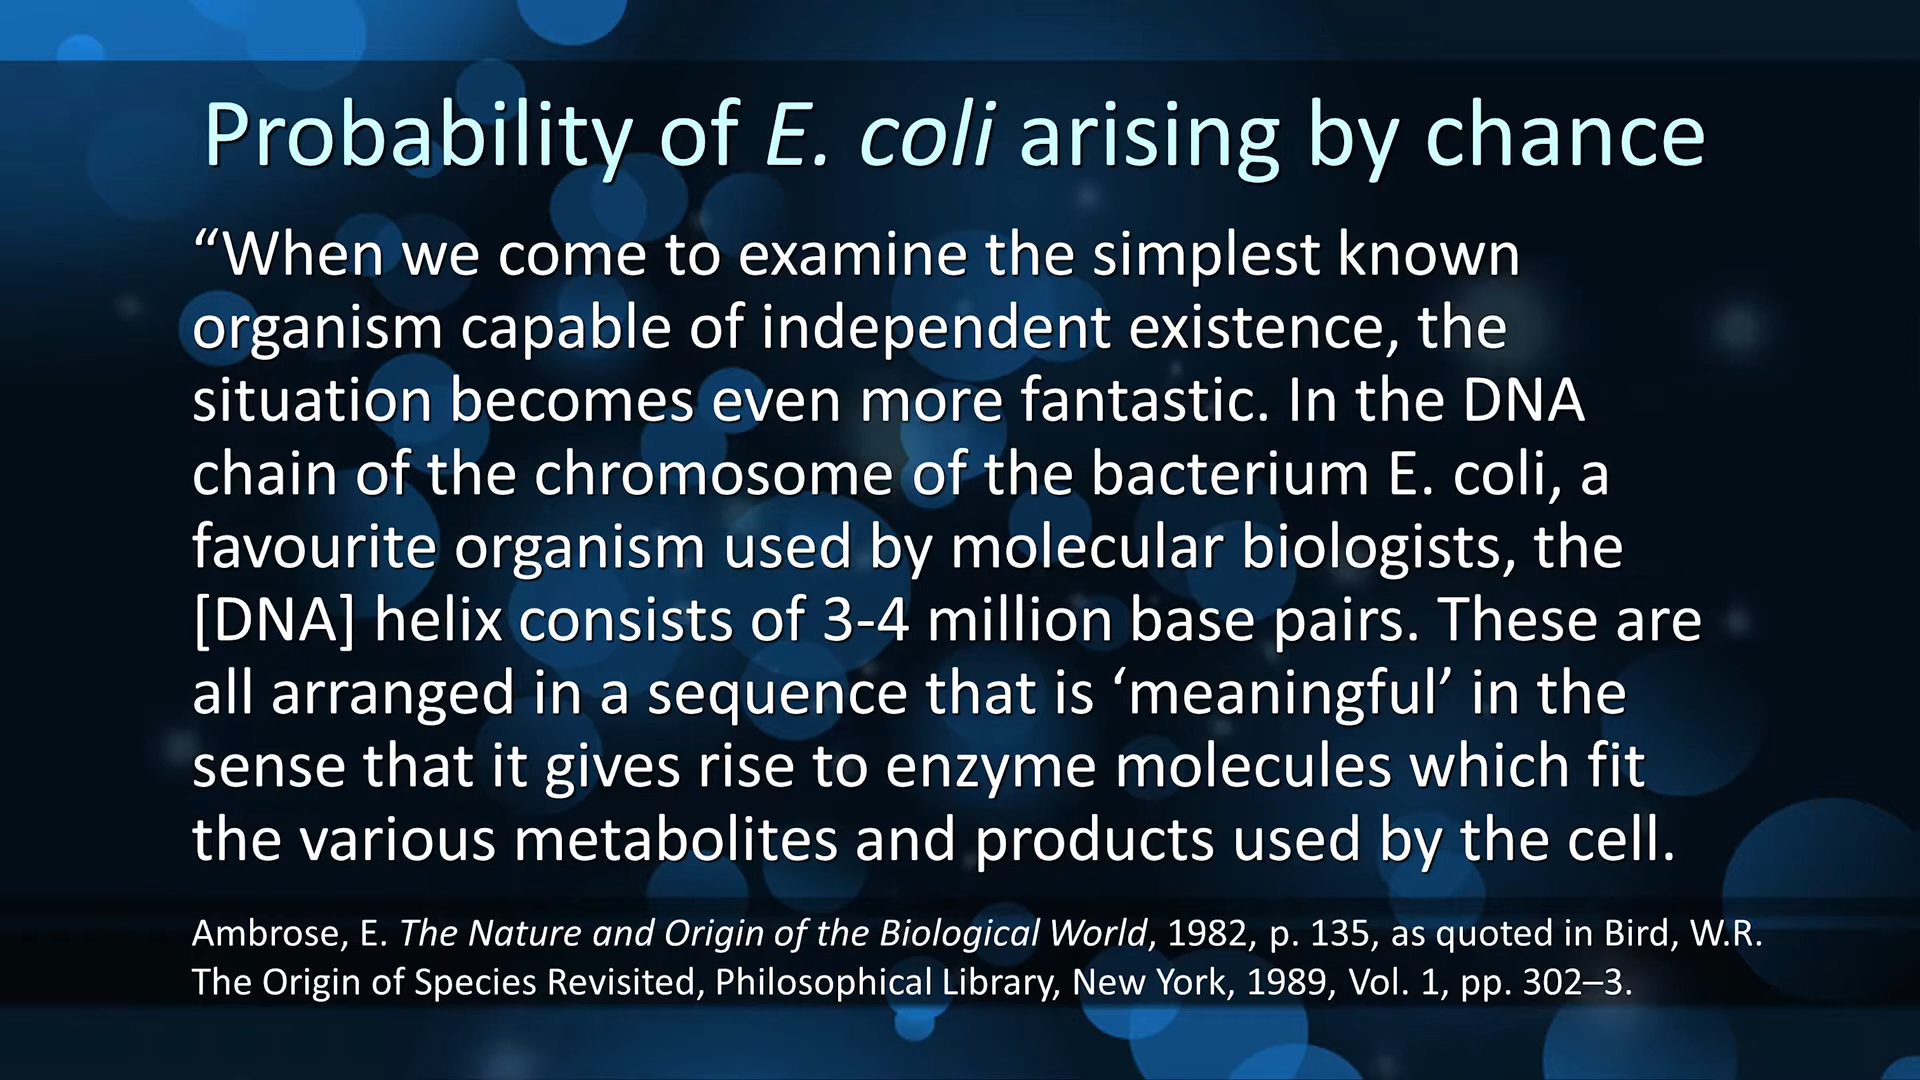 Probability of E. coli arising by chance
“When we come to examine the simplest known
organism capable of independent existence, the
situation becomes even more fantastic. In the DNA
chain of the chromosome of the bacterium E. coli, a
favourite organism used by molecular biologists, the
[DNA] helix consists of 3-4 million base pairs. These are
all arranged in a sequence that is ‘meaningful’ in the
sense that it gives rise to enzyme molecules which fit
the various metabolites and products used by the cell.
Ambrose, E. The Nature and Origin of the Biological World, 1982, p. 135, as quoted in Bird, W.R.
The Origin of Species Revisited, Philosophical Library, New York, 1989, Vol. 1, pp. 302–3.